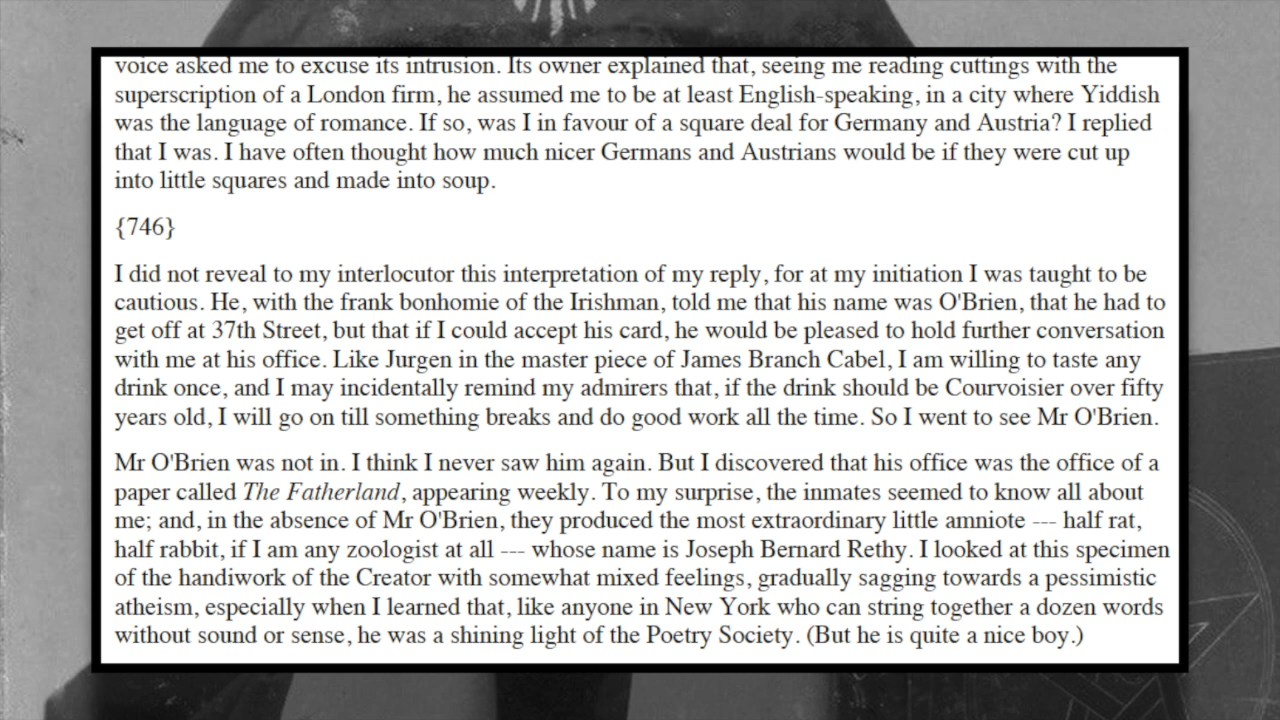 voice asked me to excuse its intrusion. Its owner explained that, seeing me reading cuttings with the
superscription of a London firm, he assumed me to be at least English-speaking, in a city where Yiddish
was the language of romance. If so, was I in favour of a square deal for Germany and Austria? I replied
that I was. I have often thought how much nicer Germans and Austrians would be if they were cut up
into little squares and made into soup.
{746}
I did not reveal to my interlocutor this interpretation of my reply, for at my initiation I was taught to be
cautious. He, with the frank bonhomie of the Irishman, told me that his name was O'Brien, that he had to
get off at 37th Street, but that if I could accept his card, he would be pleased to hold further conversation
with me at his office. Like Jurgen in the master piece of James Branch Cabel, I am willing to taste any
drink once, and I may incidentally remind my admirers that, if the drink should be Courvoisier over fifty
years old, I will go on till something breaks and do good work all the time. So I went to see Mr O'Brien.
Mr O'Brien was not in. I think I never saw him again. But I discovered that his office was the office of a
paper called The Fatherland, appearing weekly. To my surprise, the inmates seemed to know all about
me; and, in the absence of Mr O'Brien, they produced the most extraordinary little amniote --- half rat,
half rabbit, if I am any zoologist at all --- whose name is Joseph Bernard Rethy. I looked at this specimen
of the handiwork of the Creator with somewhat mixed feelings, gradually sagging towards a pessimistic
atheism, especially when I learned that, like anyone in New York who can string together a dozen words
without sound or sense, he was a shining light of the Poetry Society. (But he is quite a nice boy.)